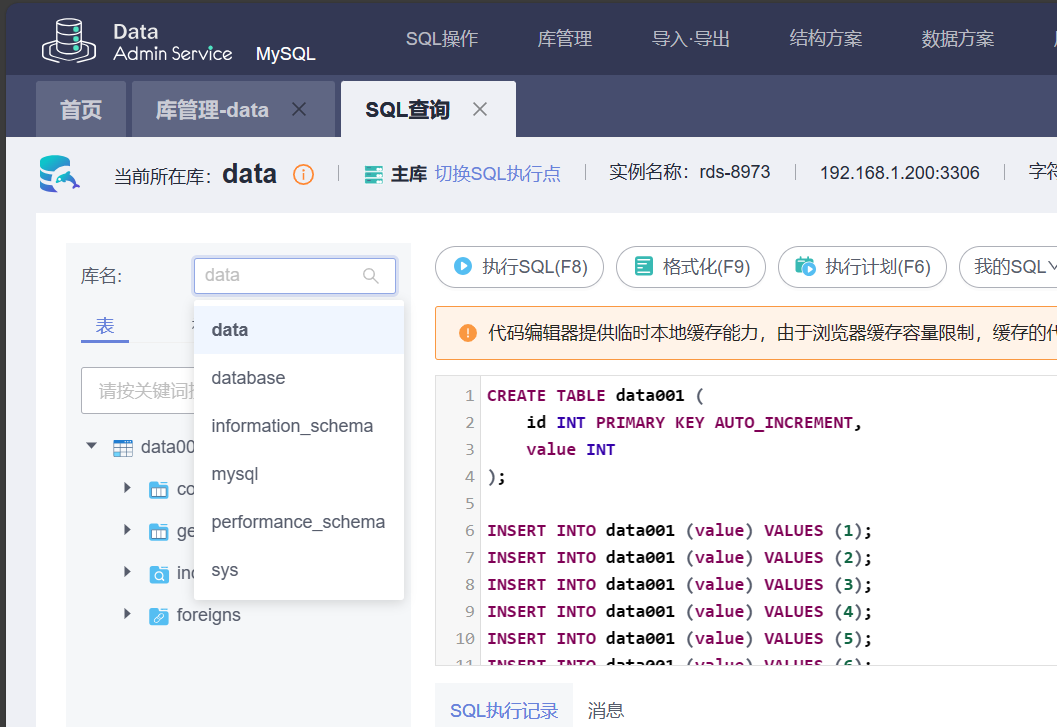 Data
Admin Service MySQL
SQL操作 库管理 导入·导出 结构方案 数据方案
首页 库管理-data SQL查询
当前所在库: data 主库 切换SQL执行点 实例名称: rds-8973 192.168.1.200:3306 字符
库名: data
执行SQL(F8) 格式化(F9) 执行计划(F6) 我的SQL
表
data
database
information_schema
mysql
performance_schema
sys
请按关键词
data00
co
ge
inc
foreigns
代码编辑器提供临时本地缓存能力，由于浏览器缓存容量限制，缓存的代
1 CREATE TABLE data001 (
2 id INT PRIMARY KEY AUTO_INCREMENT,
3 value INT
4 );
5
6 INSERT INTO data001 (value) VALUES (1);
7 INSERT INTO data001 (value) VALUES (2);
8 INSERT INTO data001 (value) VALUES (3);
9 INSERT INTO data001 (value) VALUES (4);
10 INSERT INTO data001 (value) VALUES (5);
11 INSERT INTO data001 (value) VALUES (6);
SQL执行记录 消息